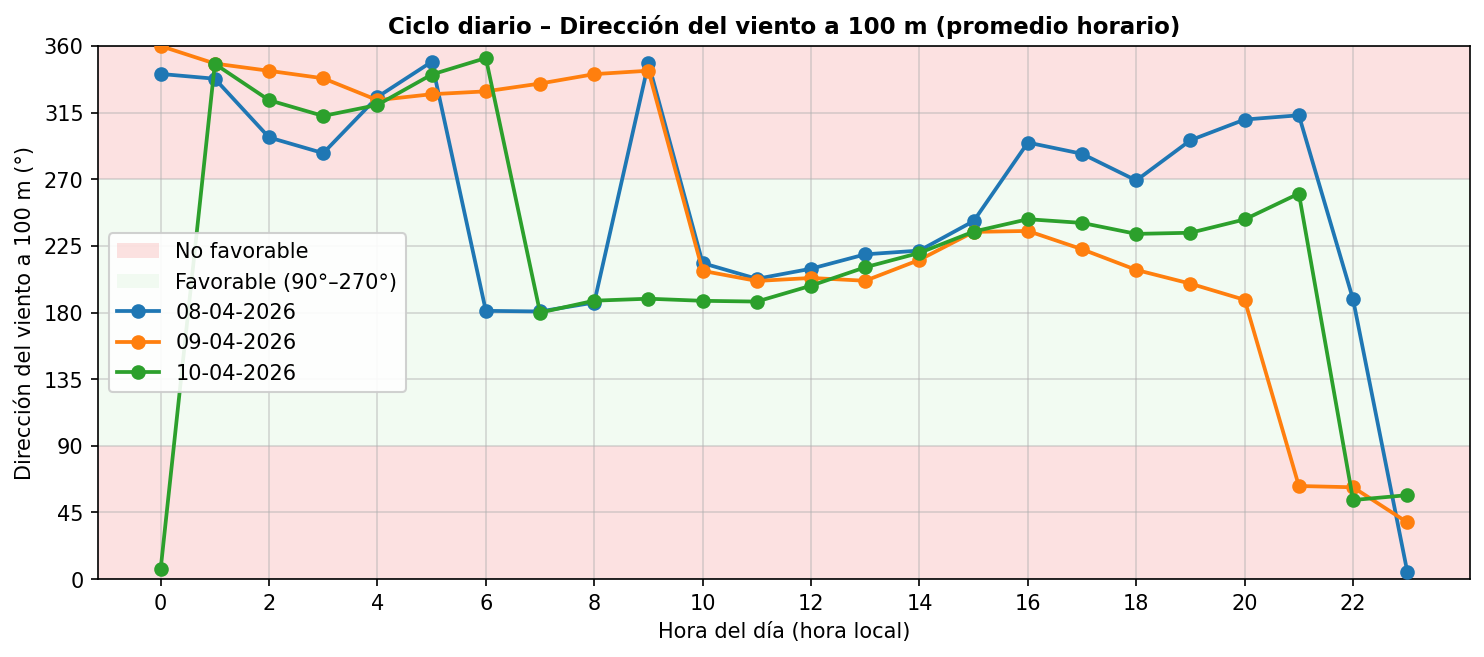 Ciclo diario – Dirección del viento a 100 m (promedio horario)
Dirección del viento a 100 m (°)
360
315
270
225
180
135
90
45
0
No favorable
Favorable (90°–270°)
08-04-2026
09-04-2026
10-04-2026
0 2 4 6 8 10 12 14 16 18 20 22
Hora del día (hora local)